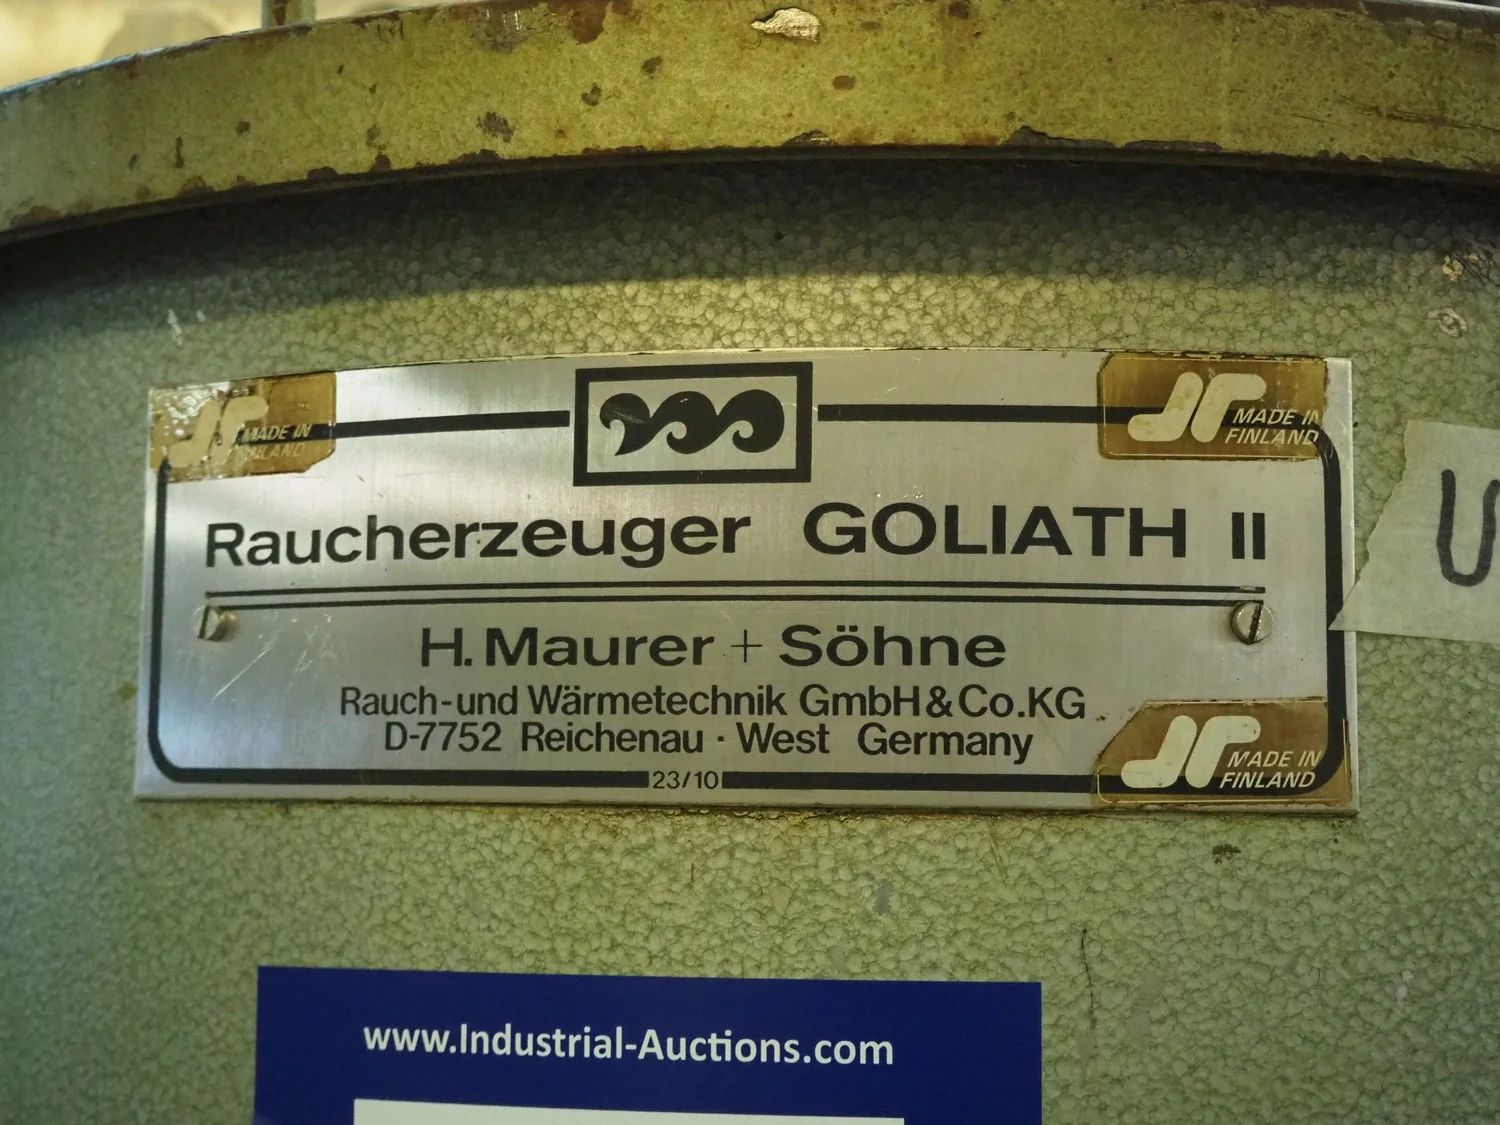 MADE IN
FINLAND
MADE IN
FINLAND
Raucherzeuger GOLIATH II
H. Maurer + Söhne
Rauch-und Wärmetechnik GmbH & Co.KG
D-7752 Reichenau · West Germany
23/10
MADE IN
FINLAND
U
www.Industrial-Auctions.com